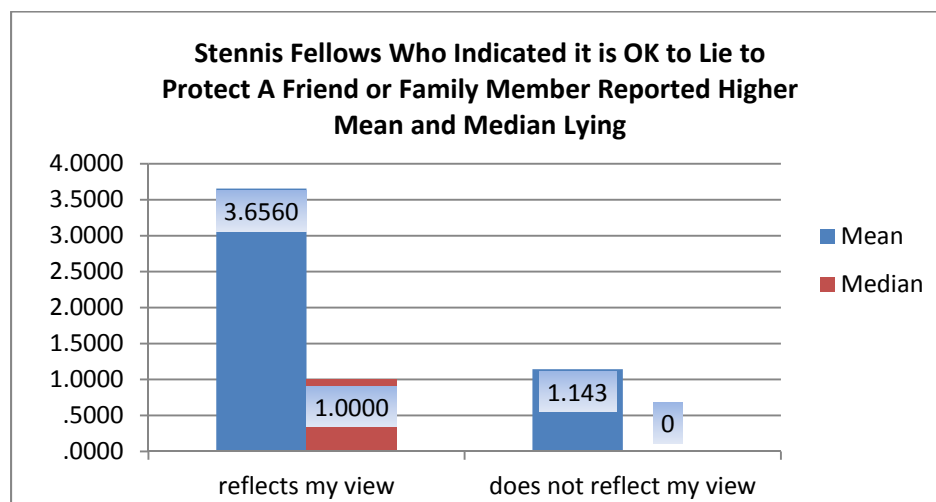 Stennis Fellows Who Indicated it is OK to Lie to
Protect A Friend or Family Member Reported Higher
Mean and Median Lying
4.0000
3.5000
3.0000
2.5000
2.0000
1.5000
1.0000
.5000
.0000
3.6560
1.0000
1.143
0
reflects my view
does not reflect my view
Mean
Median